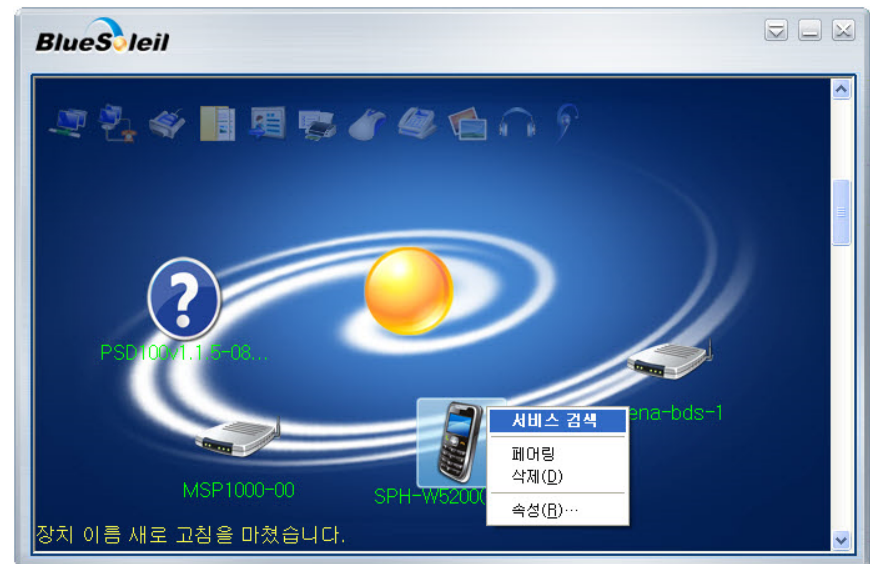 BlueSoleil
PSD100v1.1.5-08...
ena-bds-1
MSP1000-00
SPH-W5200(
서비스 검색
페어링
삭제(D)
속성(R)...
장치 이름 새로 고침을 마쳤습니다.